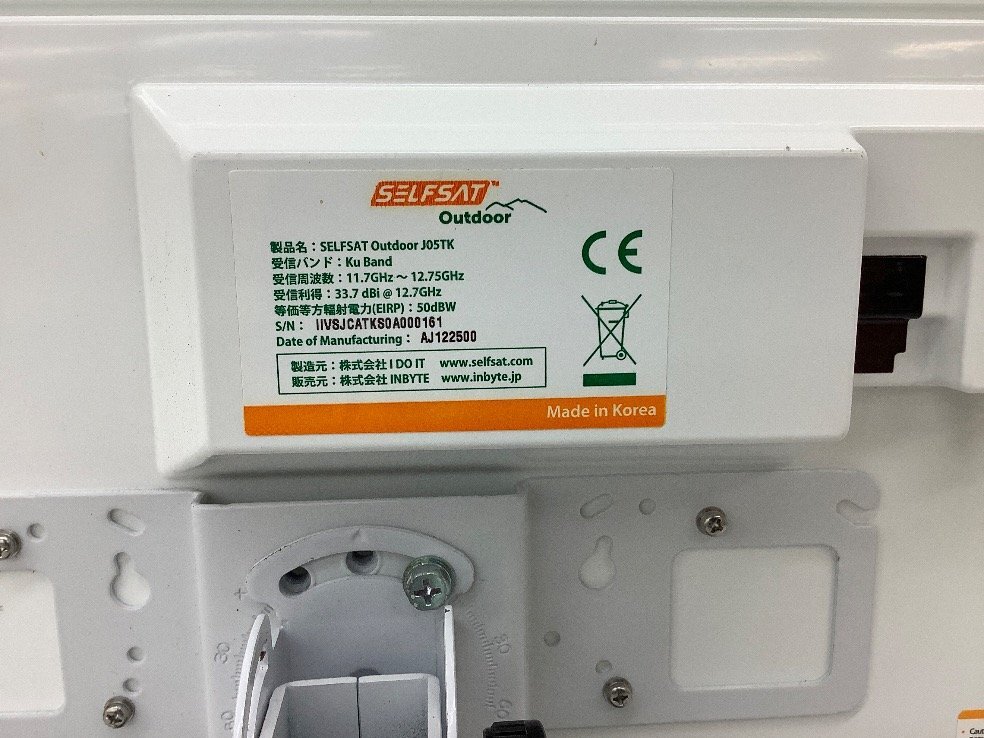 SELFSAT™
Outdoor
製品名：SELFSAT Outdoor J05TK
受信バンド：Ku Band
受信周波数：11.7GHz ～ 12.75GHz
受信利得：33.7 dBi @ 12.7GHz
等価等方輻射電力(EIRP)：50dBW
S/N： IIVSJCATKS0A000161
Date of Manufacturing： AJ122500
製造元：株式会社 I DO IT www.selfsat.com
販売元：株式会社 INBYTE www.inbyte.jp
CE
Made in Korea
+
30